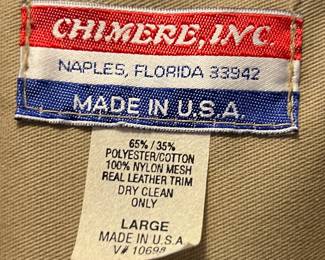 CHIMERE, INC.
NAPLES, FLORIDA 33942
MADE IN U.S.A.
65% / 35%
POLYESTER/COTTON
100% NYLON MESH
REAL LEATHER TRIM
DRY CLEAN
ONLY
LARGE
MADE IN U.S.A
V# 10698